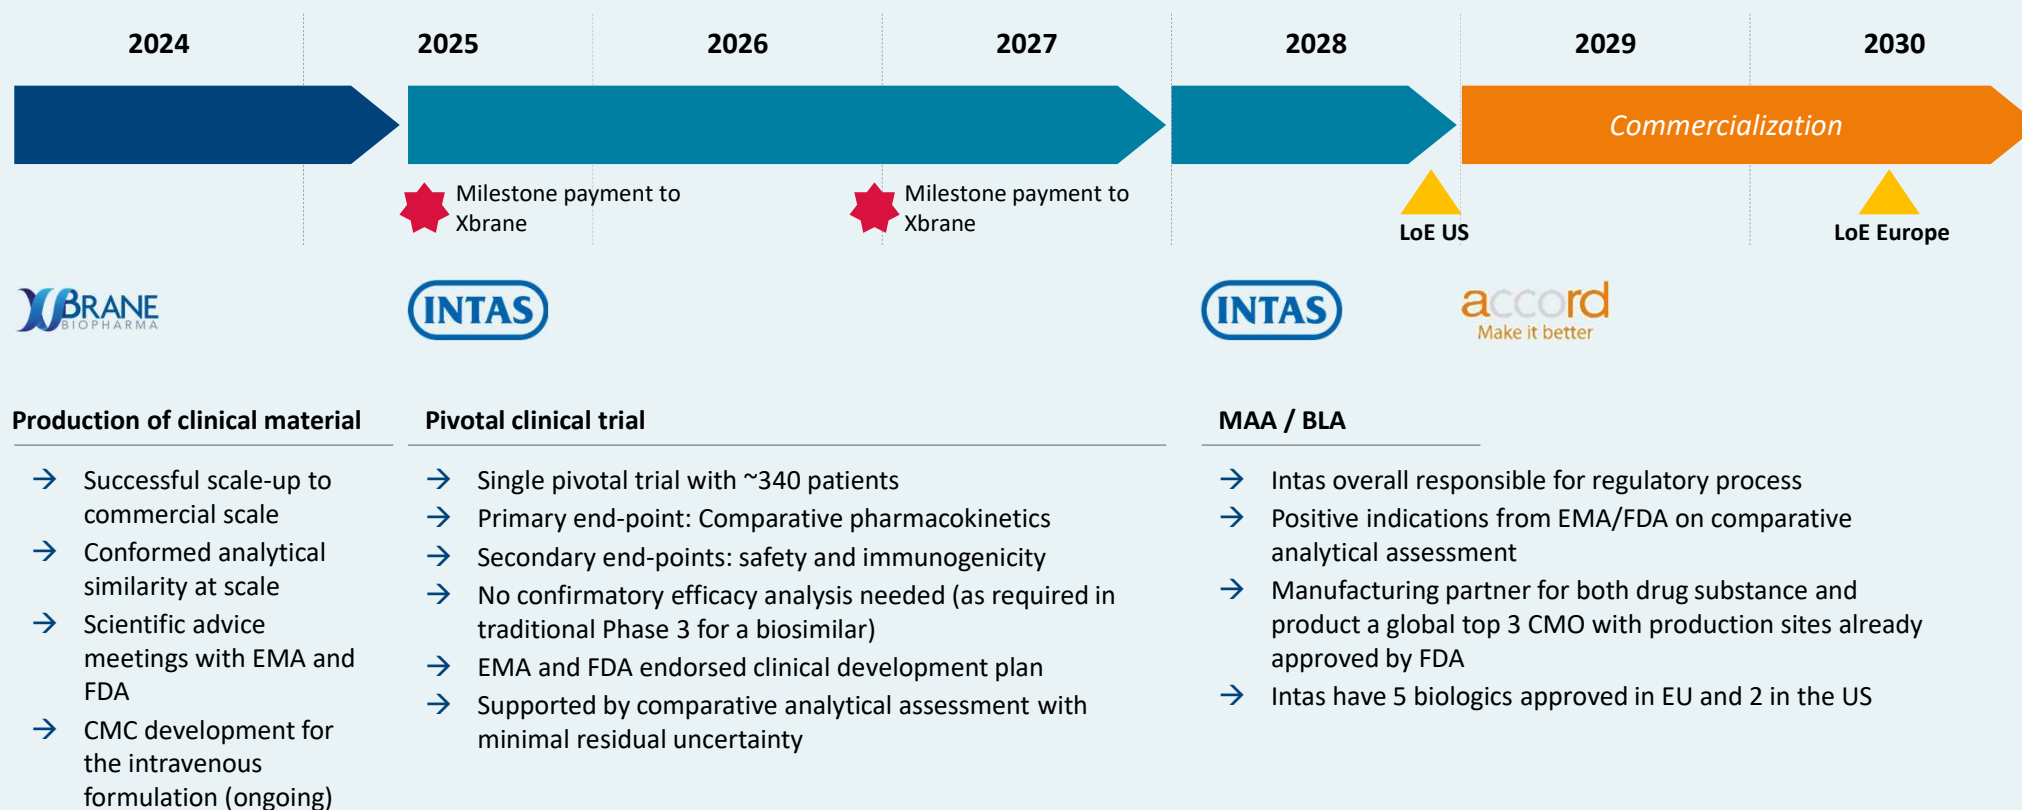 2024
2025
2026
2027
2028
2029
2030
Commercialization
Milestone payment to
Xbrane
Milestone payment to
Xbrane
LoE US
LoE Europe
XBRANE
BIOPHARMA
INTAS
INTAS
accord
Make it better
Production of clinical material
→ Successful scale-up to
commercial scale
→ Conformed analytical
similarity at scale
→ Scientific advice
meetings with EMA and
FDA
→ CMC development for
the intravenous
formulation (ongoing)
Pivotal clinical trial
→ Single pivotal trial with ~340 patients
→ Primary end-point: Comparative pharmacokinetics
→ Secondary end-points: safety and immunogenicity
→ No confirmatory efficacy analysis needed (as required in
traditional Phase 3 for a biosimilar)
→ EMA and FDA endorsed clinical development plan
→ Supported by comparative analytical assessment with
minimal residual uncertainty
MAA / BLA
→ Intas overall responsible for regulatory process
→ Positive indications from EMA/FDA on comparative
analytical assessment
→ Manufacturing partner for both drug substance and
product a global top 3 CMO with production sites already
approved by FDA
→ Intas have 5 biologics approved in EU and 2 in the US